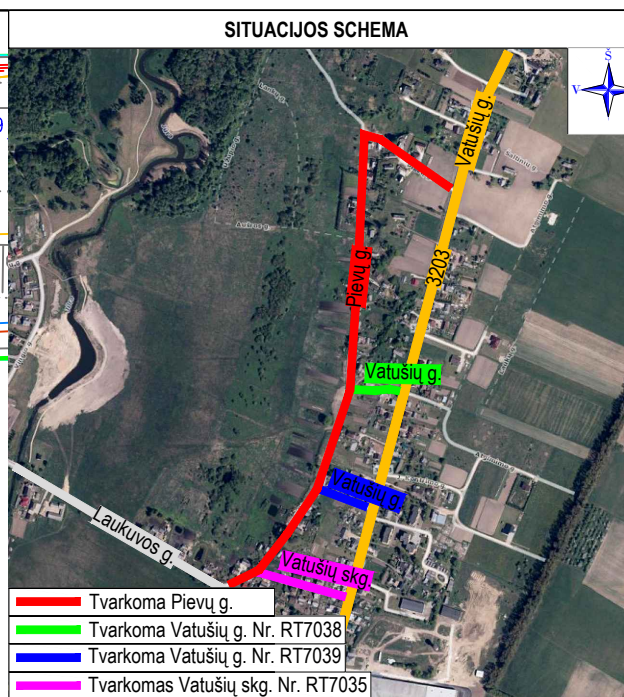 SITUACIJOS SCHEMA
Š
V
Vatušių g.
3203
Pievų g.
Vatušių g.
Vatušių g
Vatušių skg.
Laukuvos g.
Aušros g.
Tvarkoma Pievų g.
Tvarkoma Vatušių g. Nr. RT7038
Tvarkoma Vatušių g. Nr. RT7039
Tvarkomas Vatušių skg. Nr. RT7035